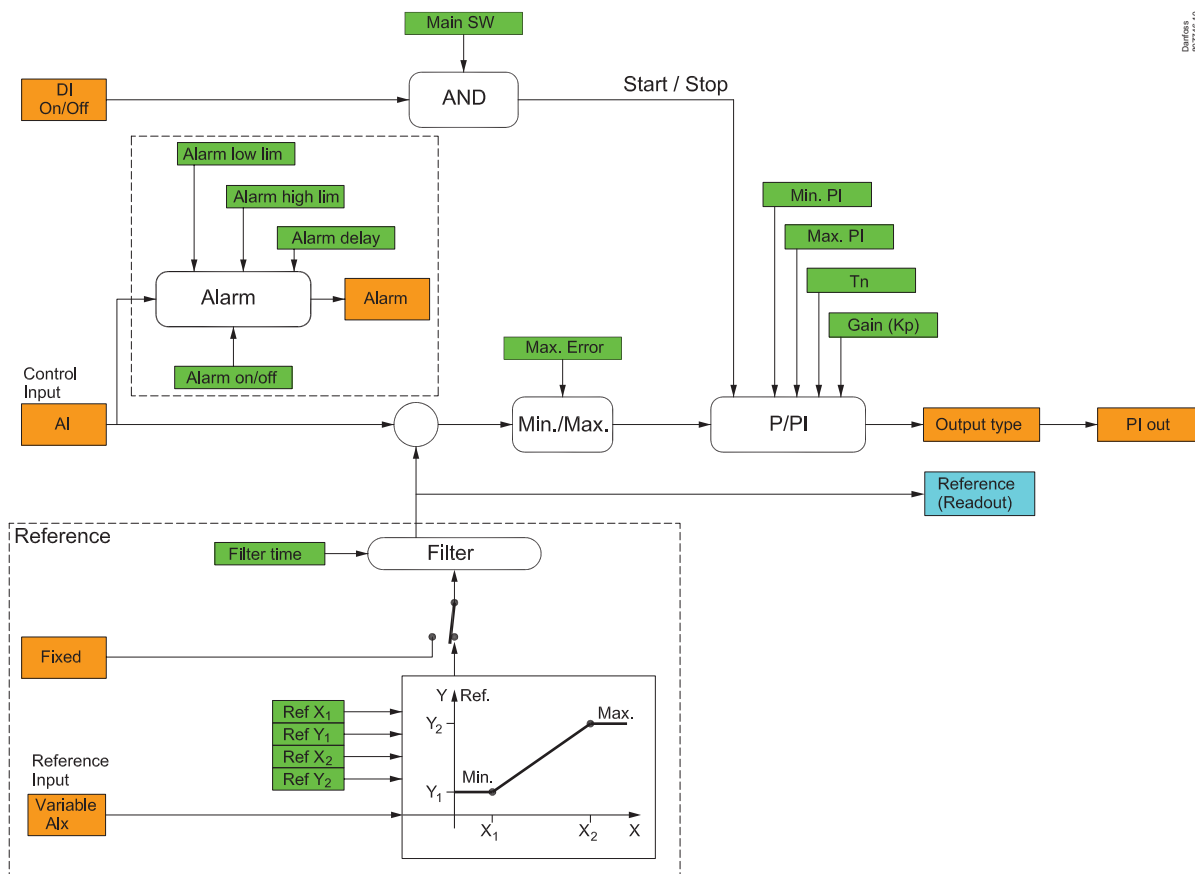 Main SW
Danfoss
DI
On/Off
AND
Start / Stop
Alarm low lim
Alarm high lim
Alarm delay
Alarm
Alarm
Alarm on/off
Min. PI
Max. PI
Tn
Gain (Kp)
Max. Error
Control
Input
AI
Min./Max.
P/PI
Output type
PI out
Reference
(Readout)
Reference
Filter time
Filter
Fixed
Y Ref.
Ref X₁
Ref Y₁
Ref X₂
Ref Y₂
Y₂
Max.
Min.
Y₁
X₁
X₂
X
Reference
Input
Variable
AIx